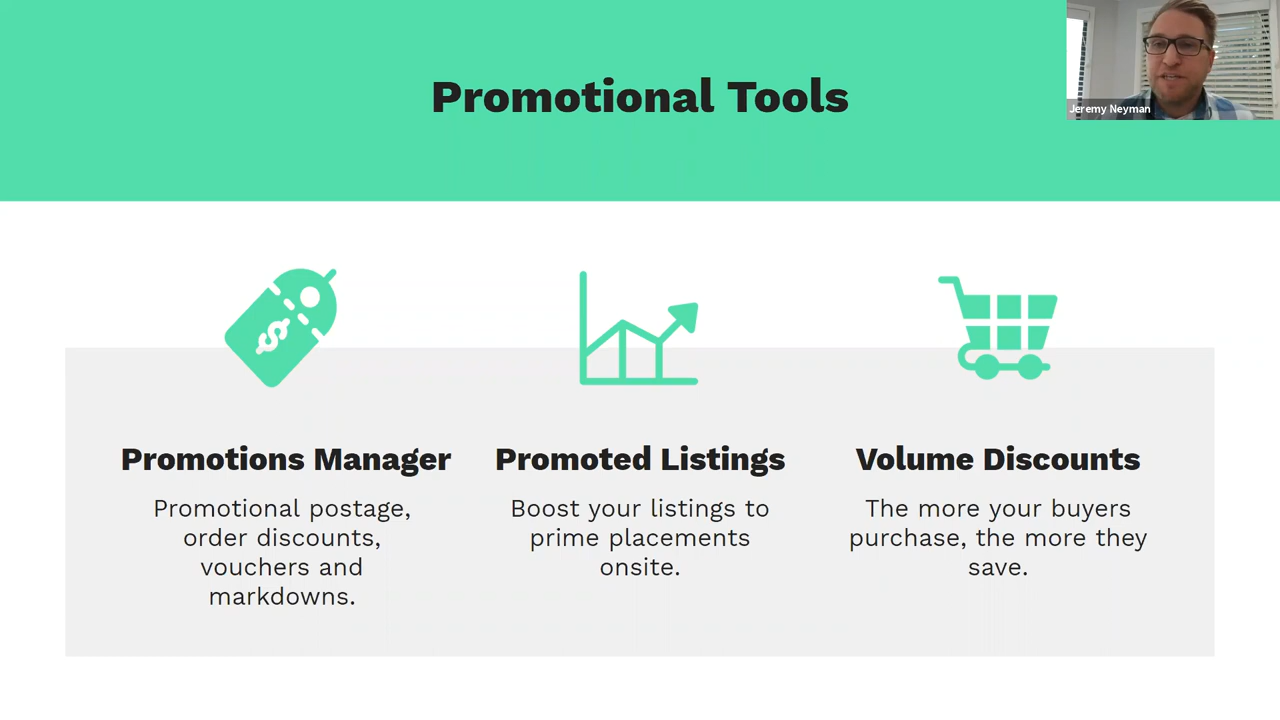 Promotional Tools
Jeremy Neyman
$
Promotions Manager
Promotional postage,
order discounts,
vouchers and
markdowns.
Promoted Listings
Boost your listings to
prime placements
onsite.
Volume Discounts
The more your buyers
purchase, the more they
save.